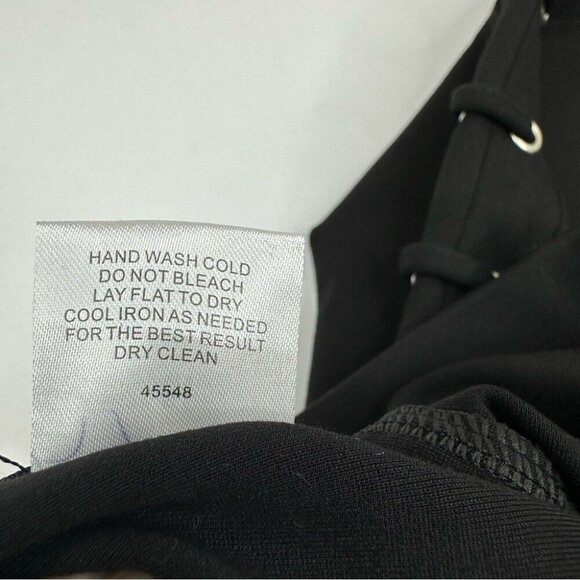 HAND WASH COLD
DO NOT BLEACH
LAY FLAT TO DRY
COOL IRON AS NEEDED
FOR THE BEST RESULT
DRY CLEAN
45548